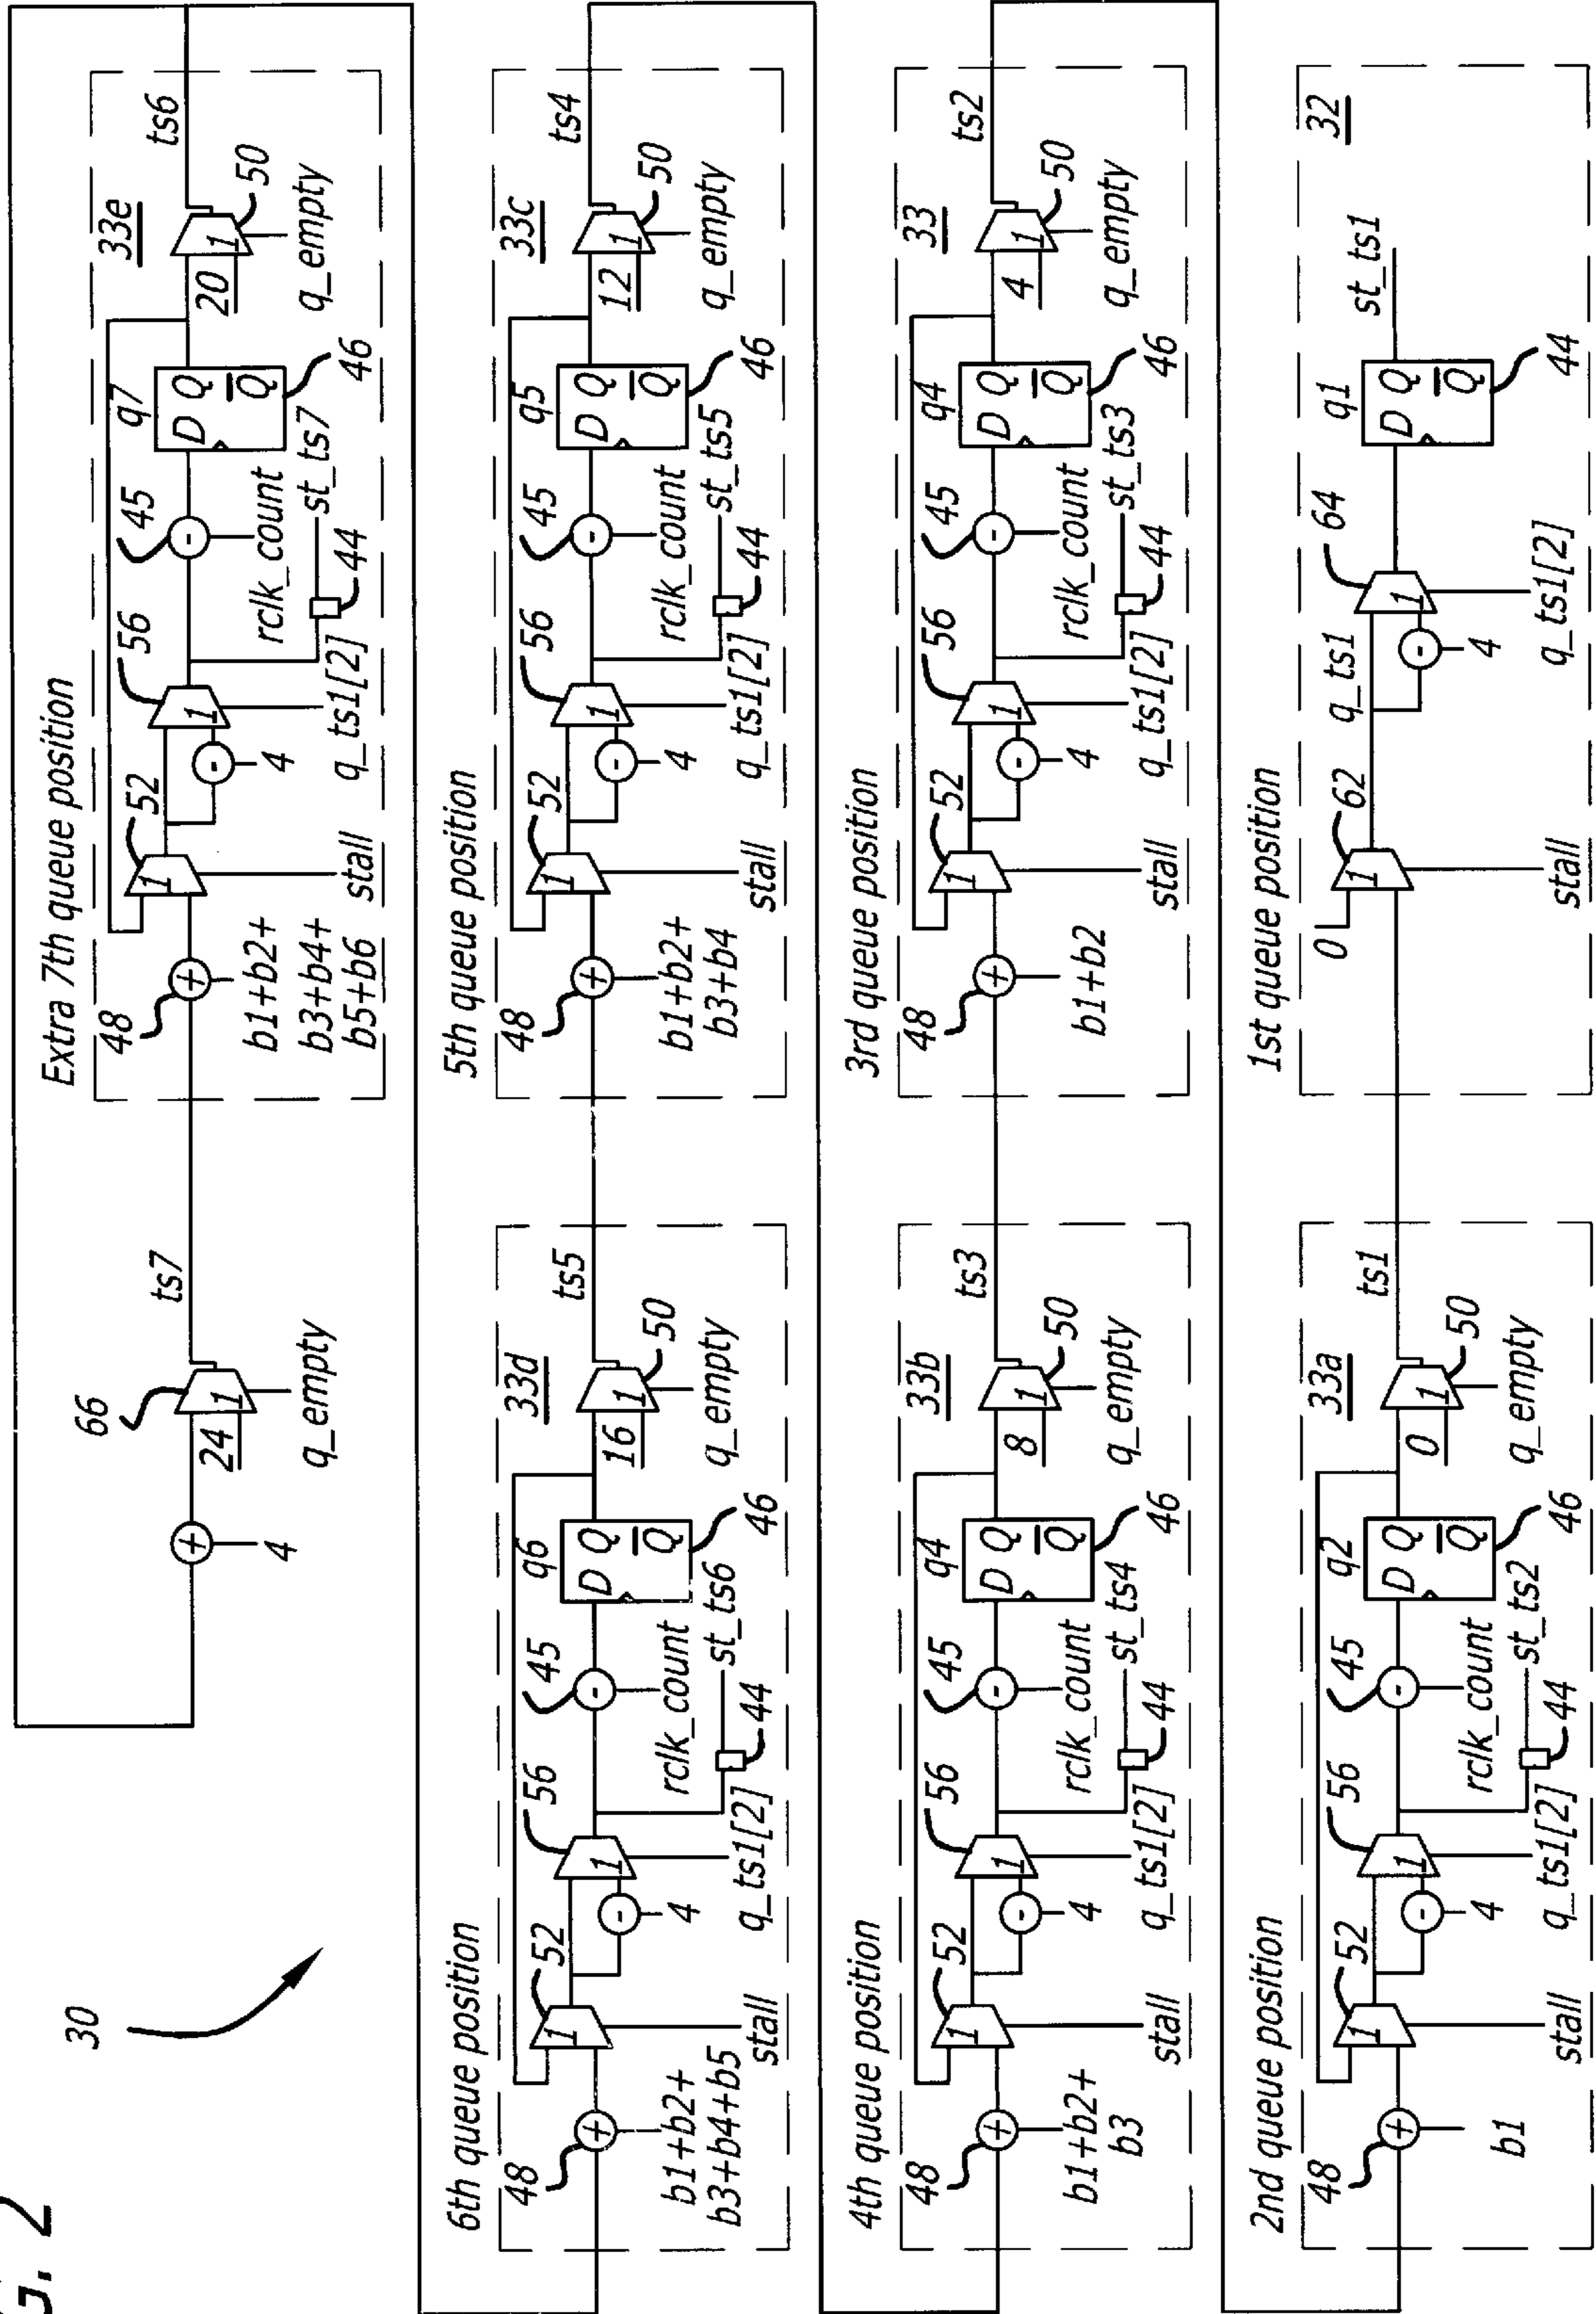 G. 2
30
66
24
4
q_empty
ts7
Extra 7th queue position
33e
48
b1+b2+
b3+b4+
b5+b6
52
1
stall
4
56
1
q_ts1[2]
45
rclk_count
44
st_ts7
q7
D Q
Q
46
20
1
50
q_empty
ts6
6th queue position
33d
48
b1+b2+
b3+b4+b5
52
1
stall
4
56
1
q_ts1[2]
45
rclk_count
44
st_ts6
q6
D Q
Q
46
16
1
50
q_empty
ts5
5th queue position
33c
48
b1+b2+
b3+b4
52
1
stall
4
56
1
q_ts1[2]
45
rclk_count
44
st_ts5
q5
D Q
Q
46
12
1
50
q_empty
ts4
4th queue position
33b
48
b1+b2+
b3
52
1
stall
4
56
1
q_ts1[2]
45
rclk_count
44
st_ts4
q4
D Q
Q
46
8
1
50
q_empty
ts3
3rd queue position
33
48
b1+b2
52
1
stall
4
56
1
q_ts1[2]
45
rclk_count
44
st_ts3
q4
D Q
Q
46
4
1
50
q_empty
ts2
2nd queue position
33a
48
b1
52
1
stall
4
56
1
q_ts1[2]
45
rclk_count
44
st_ts2
q2
D Q
Q
46
0
1
50
q_empty
ts1
1st queue position
32
0
62
1
stall
q_ts1
4
64
1
q_ts1[2]
q1
D Q
Q
44
st_ts1